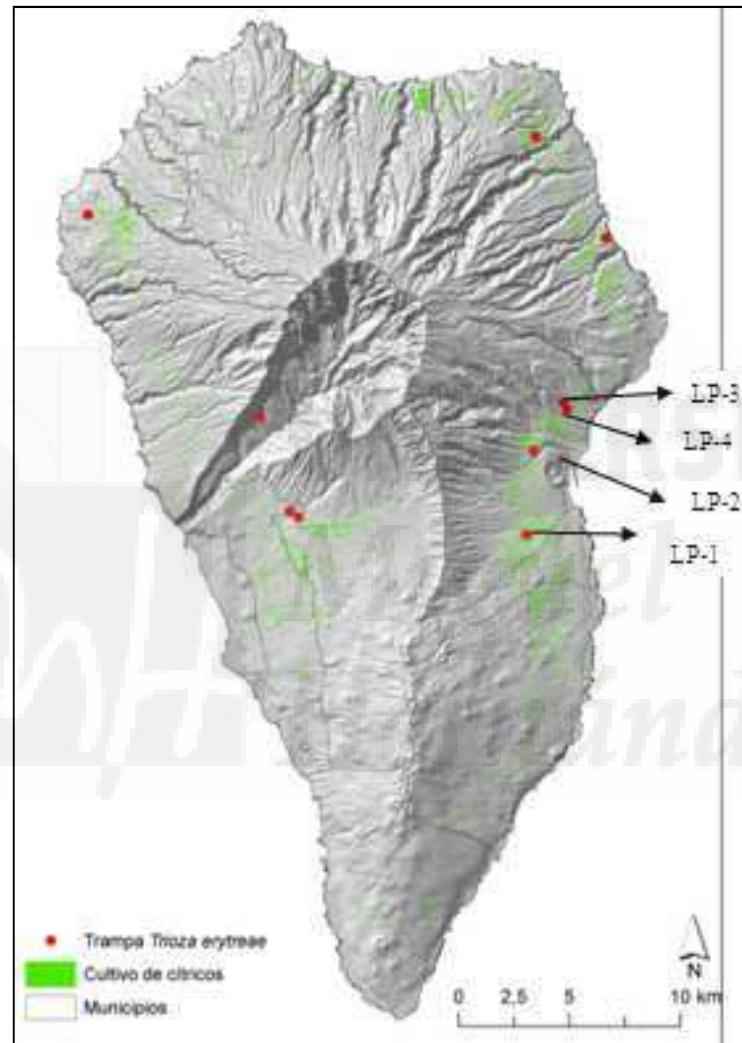 LP-3
LP-4
LP-2
LP-1
Trampa Trioza erytreae
Cultivo de cítricos
Municipios
N
0 2.5 5 10 km